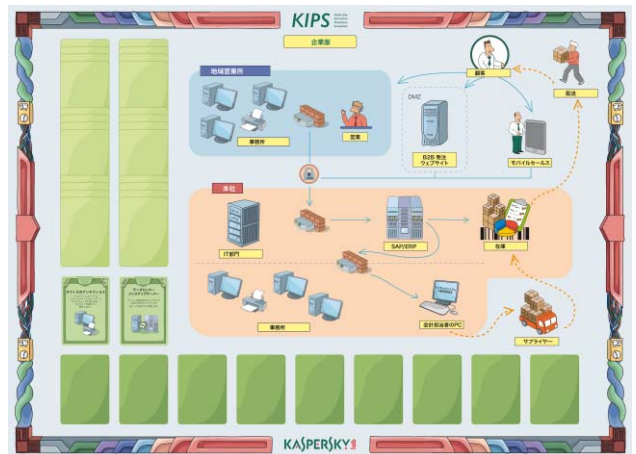 KIPS
企業版
地域営業所
顧客
配送
DMZ
事務所
営業
B2B 発注
ウェブサイト
モバイルセールス
本社
IT部門
SAP/ERP
在庫
事務所
会計担当者のPC
サプライヤー
KASPERSKY